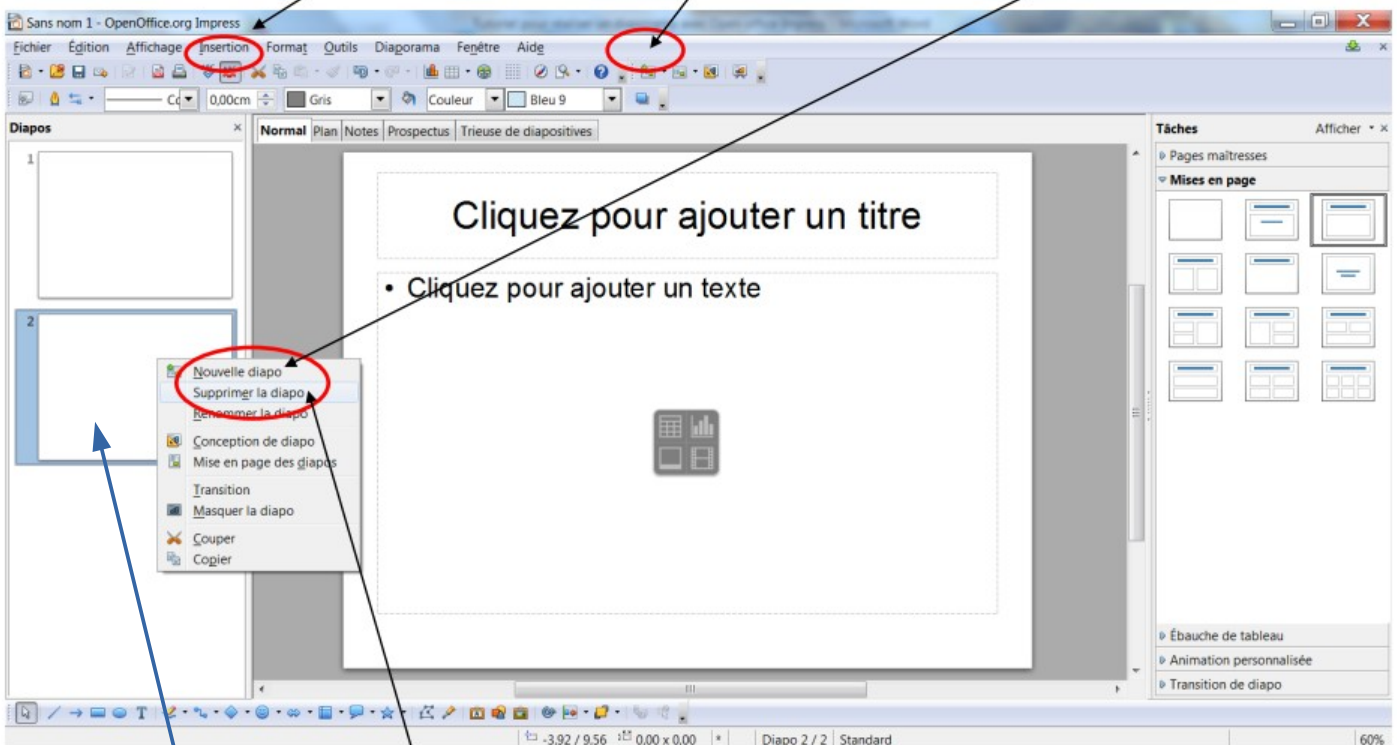 Sans nom 1 - OpenOffice.org Impress
Fichier Édition Affichage Insertion Format Outils Diaporama Fenêtre Aide
0,00cm Gris Couleur Bleu 9
Diapos
Normal Plan Notes Prospectus Trieuse de diapositives
Tâches Afficher
Pages maîtresses
Mises en page
1
Cliquez pour ajouter un titre
• Cliquez pour ajouter un texte
2
Nouvelle diapo
Supprimer la diapo
Renommer la diapo
Conception de diapo
Mise en page des diapos
Transition
Masquer la diapo
Couper
Copier
Ébauche de tableau
Animation personnalisée
Transition de diapo
-3,92 / 9,56 0,00 x 0,00 * Diapo 2 / 2 Standard 60%